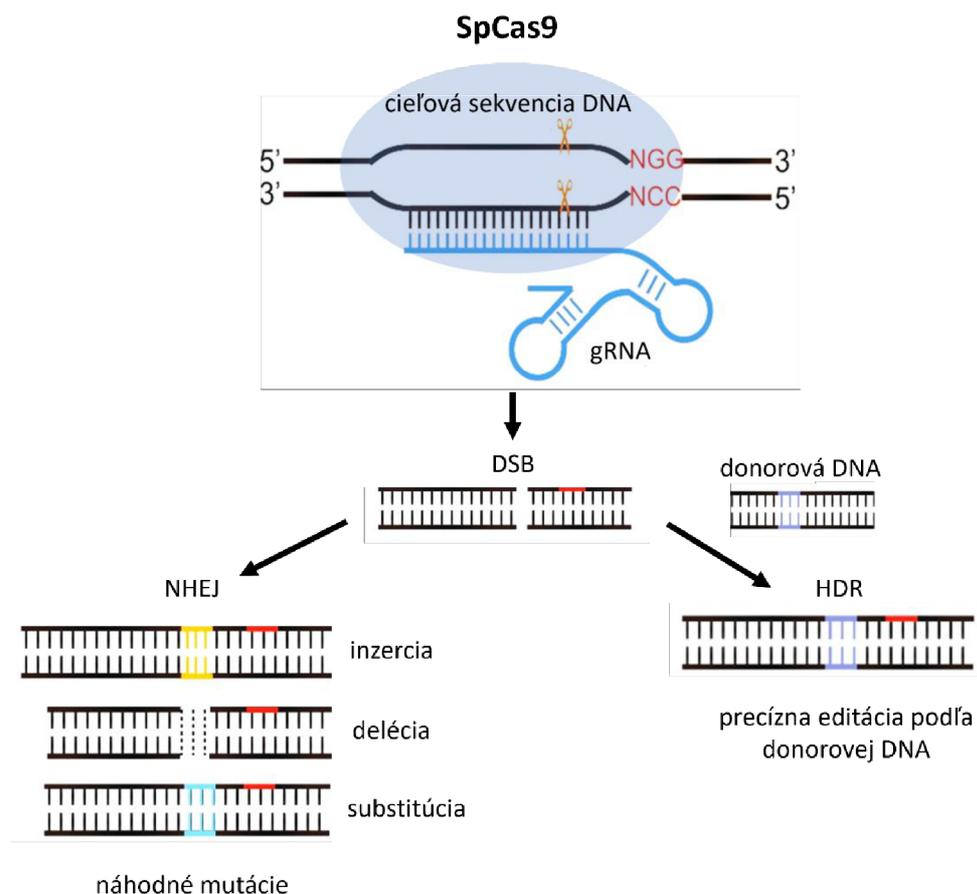 SpCas9
cieľová sekvencia DNA
5’ NGG 3’
3’ NCC 5’
gRNA
DSB
donorová DNA
NHEJ
HDR
inzercia
delécia
precízna editácia podľa
donorovej DNA
substitúcia
náhodné mutácie